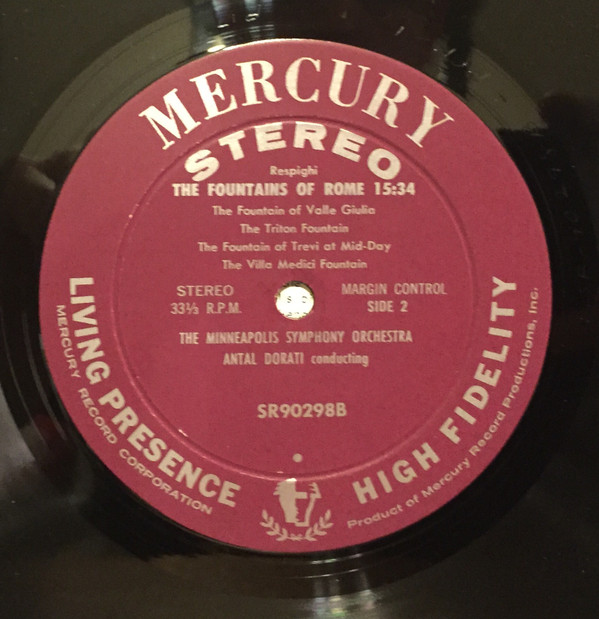 MERCURY
STEREO
Respighi
THE FOUNTAINS OF ROME 15:34
The Fountain of Valle Giulia
The Triton Fountain
The Fountain of Trevi at Mid-Day
The Villa Medici Fountain
STEREO
33⅓ R.P.M.
MARGIN CONTROL
SIDE 2
THE MINNEAPOLIS SYMPHONY ORCHESTRA
ANTAL DORATI conducting
SR90298B
LIVING PRESENCE
MERCURY RECORD CORPORATION
HIGH FIDELITY
Product of Mercury Record Productions, Inc.